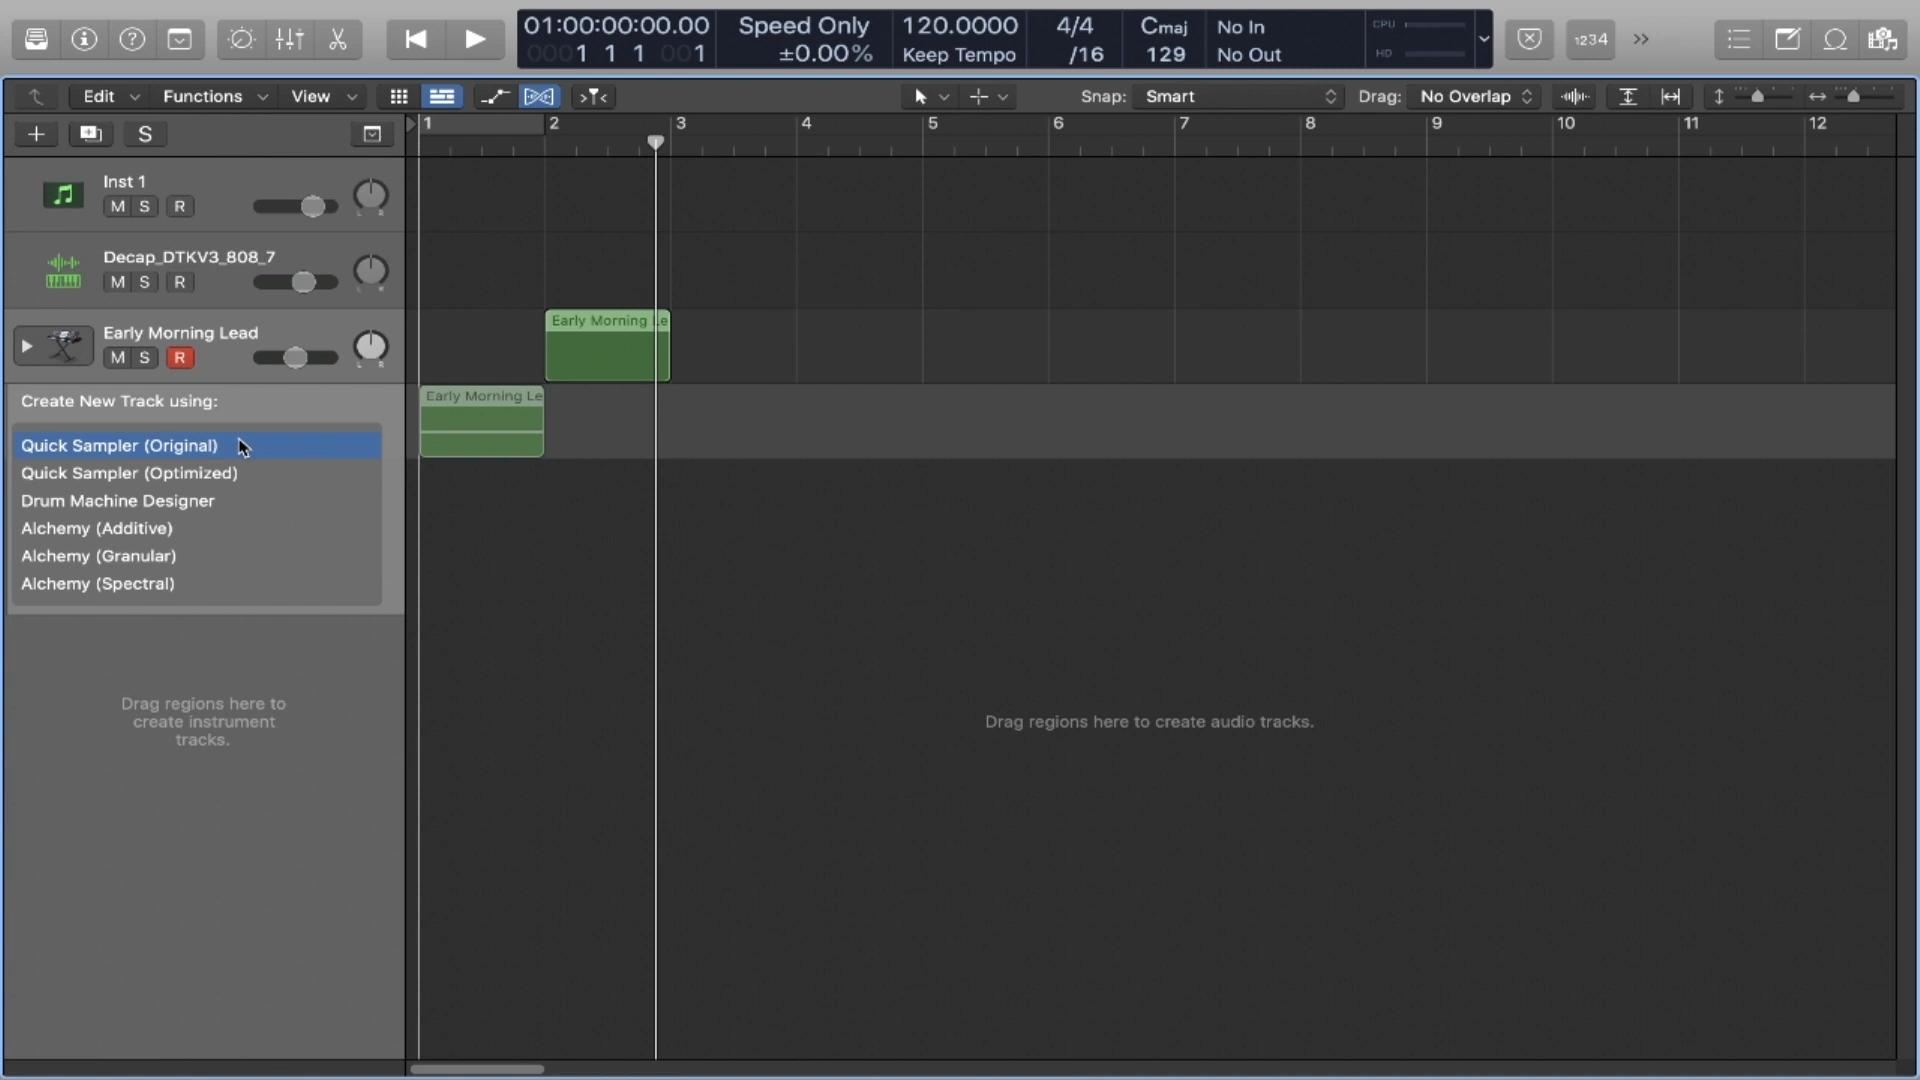 01:00:00:00.00 Speed Only 120.0000 4/4 Cmaj No In CPU
0001 1 1 001 ±0.00% Keep Tempo /16 129 No Out HD
1234
Edit Functions View Snap: Smart Drag: No Overlap
S
1 2 3 4 5 6 7 8 9 10 11 12
Inst 1
M S R
L R
Decap_DTKV3_808_7
M S R
L R
Early Morning Lead
M S R
L R
Early Morning Le
Early Morning Le
Create New Track using:
Quick Sampler (Original)
Quick Sampler (Optimized)
Drum Machine Designer
Alchemy (Additive)
Alchemy (Granular)
Alchemy (Spectral)
Drag regions here to
create instrument
tracks.
Drag regions here to create audio tracks.